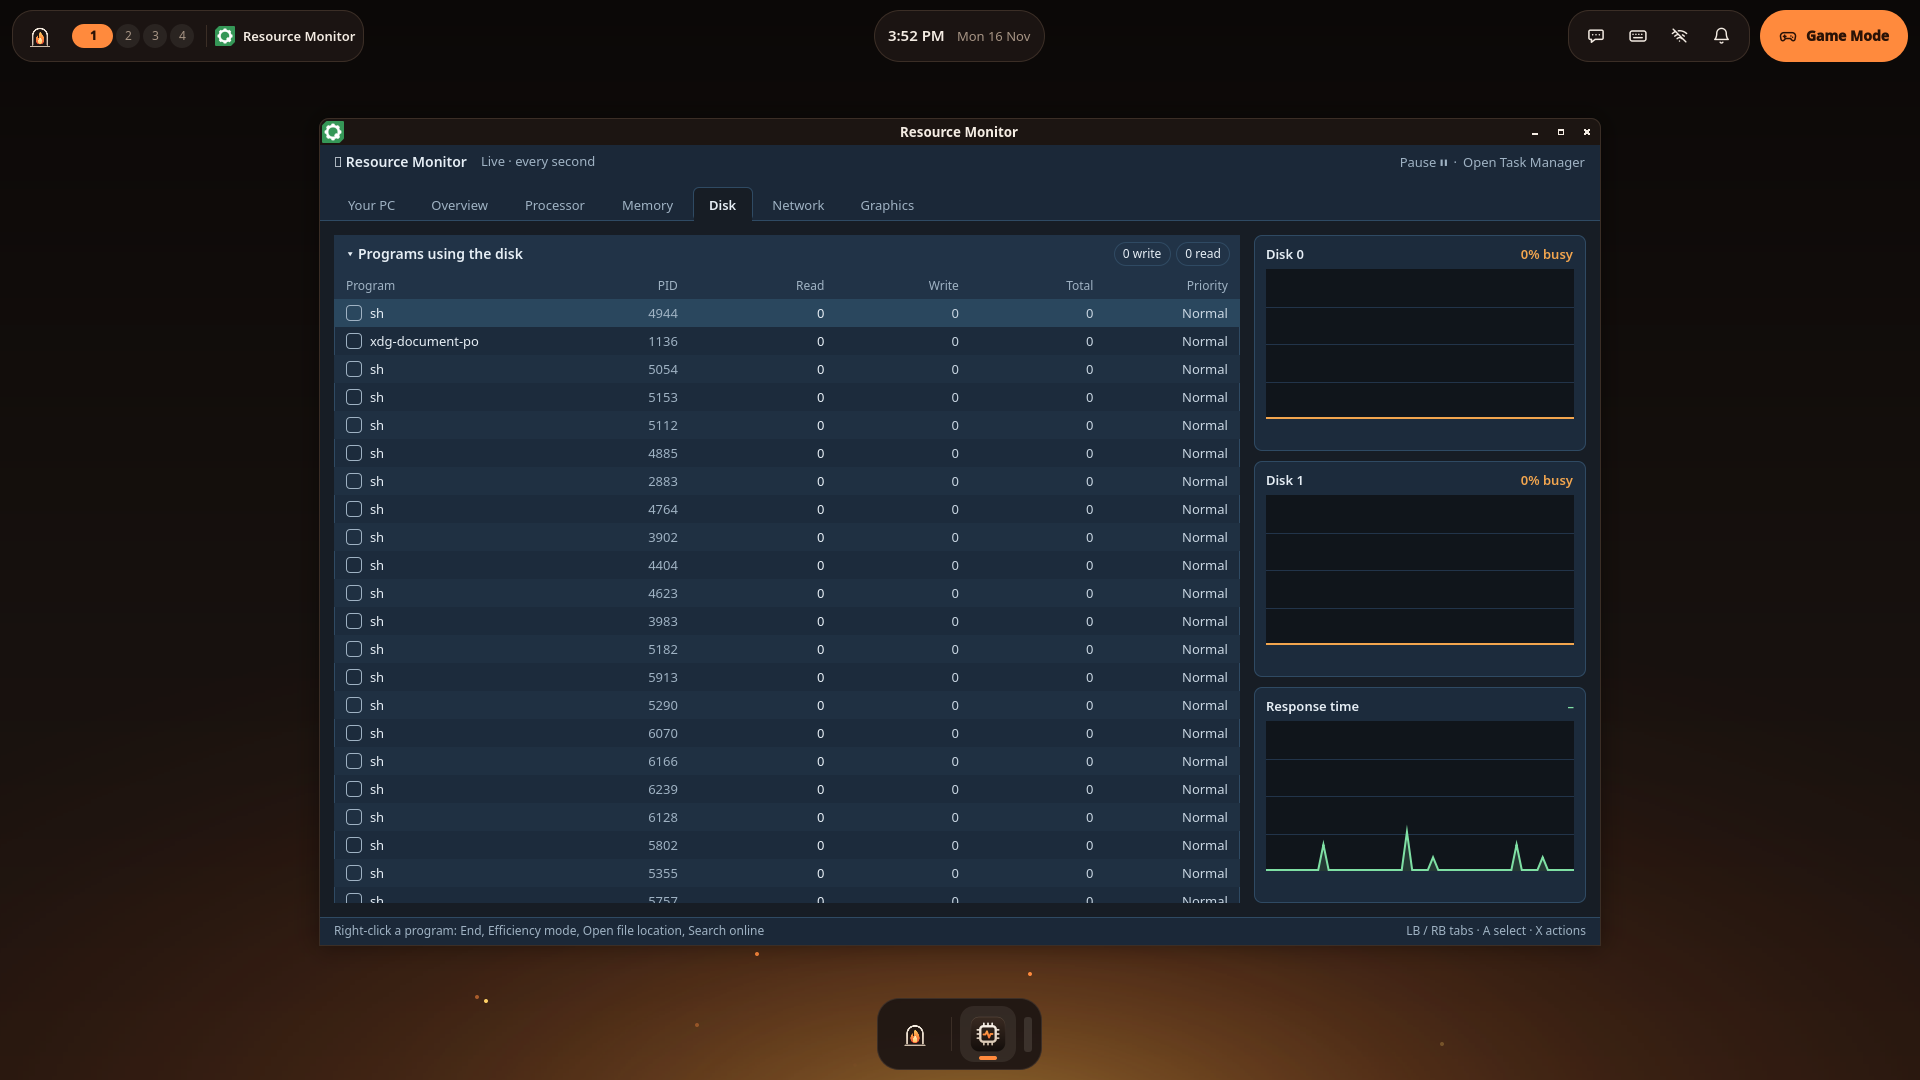 1 2 3 4 Resource Monitor
3:52 PM Mon 16 Nov
Game Mode
Resource Monitor
Resource Monitor Live · every second
Pause · Open Task Manager
Your PC Overview Processor Memory Disk Network Graphics
Programs using the disk 0 write 0 read
Program PID Read Write Total Priority
sh 4944 0 0 0 Normal
xdg-document-po 1136 0 0 0 Normal
sh 5054 0 0 0 Normal
sh 5153 0 0 0 Normal
sh 5112 0 0 0 Normal
sh 4885 0 0 0 Normal
sh 2883 0 0 0 Normal
sh 4764 0 0 0 Normal
sh 3902 0 0 0 Normal
sh 4404 0 0 0 Normal
sh 4623 0 0 0 Normal
sh 3983 0 0 0 Normal
sh 5182 0 0 0 Normal
sh 5913 0 0 0 Normal
sh 5290 0 0 0 Normal
sh 6070 0 0 0 Normal
sh 6166 0 0 0 Normal
sh 6239 0 0 0 Normal
sh 6128 0 0 0 Normal
sh 5802 0 0 0 Normal
sh 5355 0 0 0 Normal
sh 5757 0 0 0 Normal
Disk 0 0% busy
Disk 1 0% busy
Response time –
Right-click a program: End, Efficiency mode, Open file location, Search online
LB / RB tabs · A select · X actions